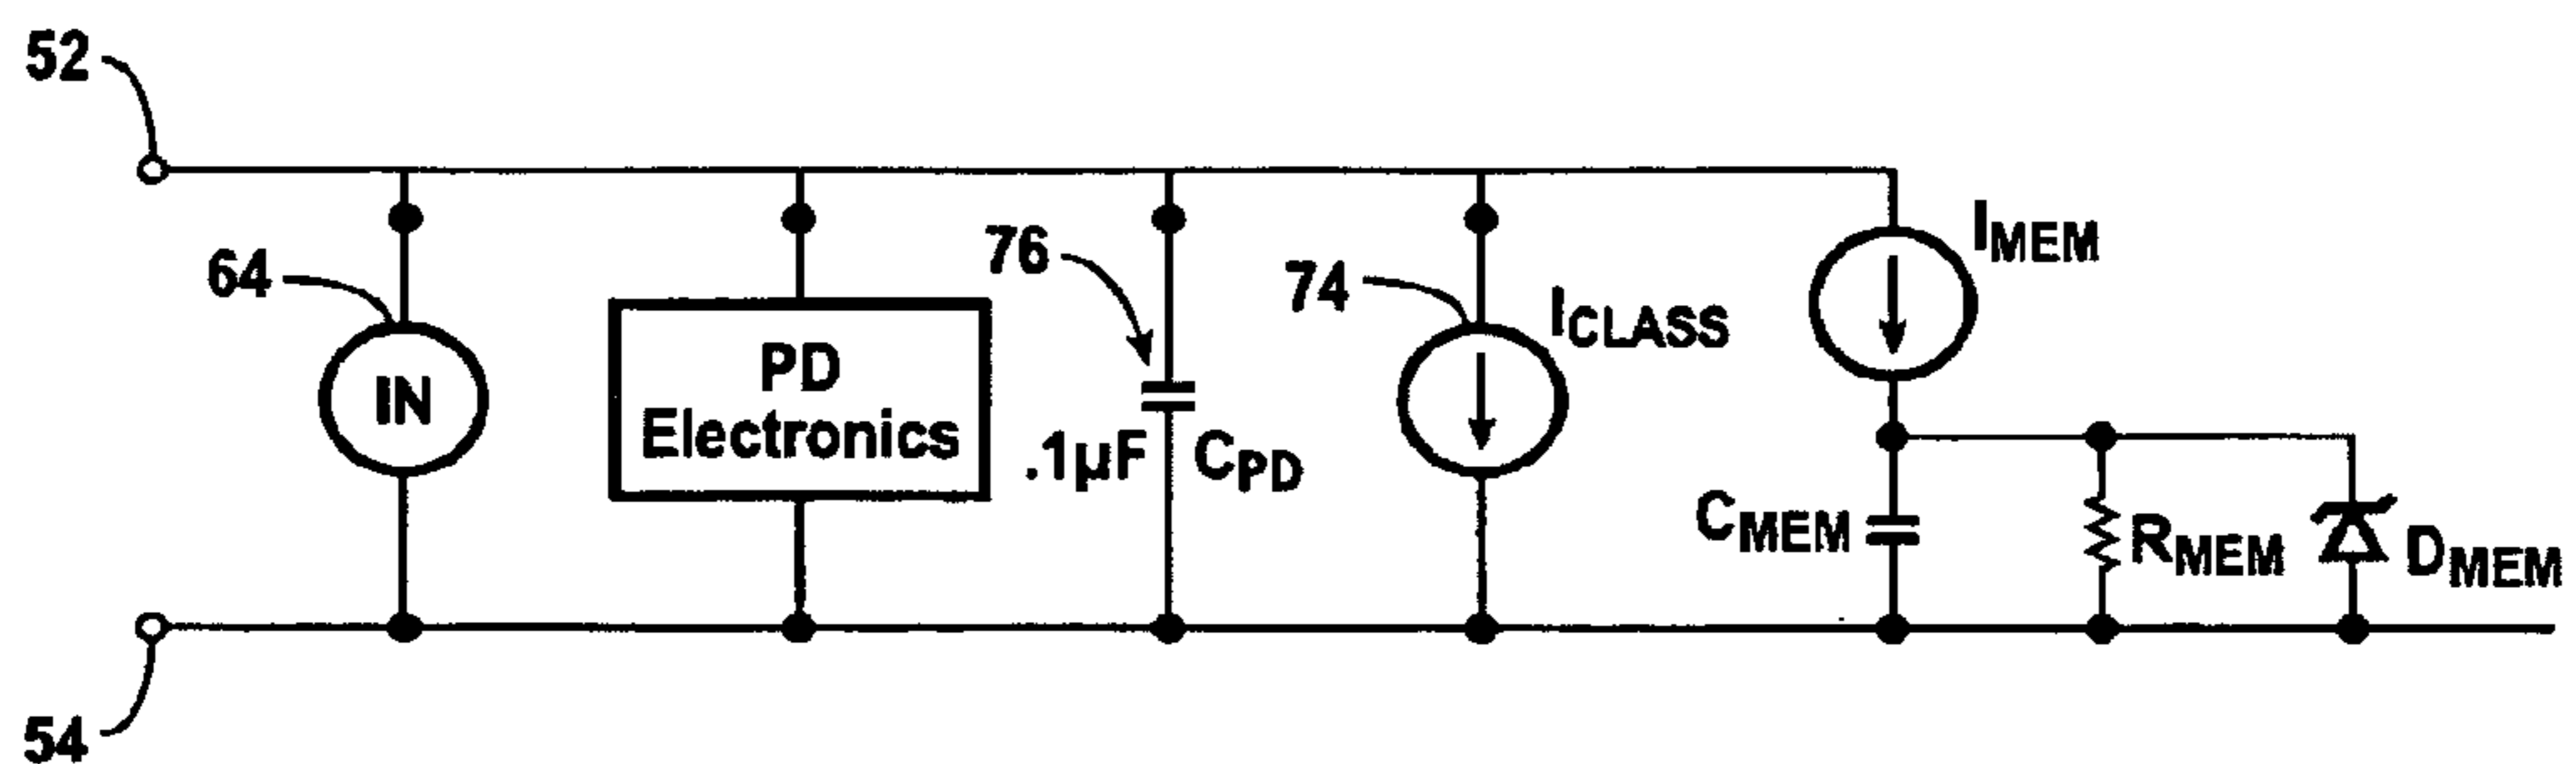 52
64
IN
PD
Electronics
76
.1µF
CPD
74
ICLASS
IMEM
CMEM
RMEM
DMEM
54